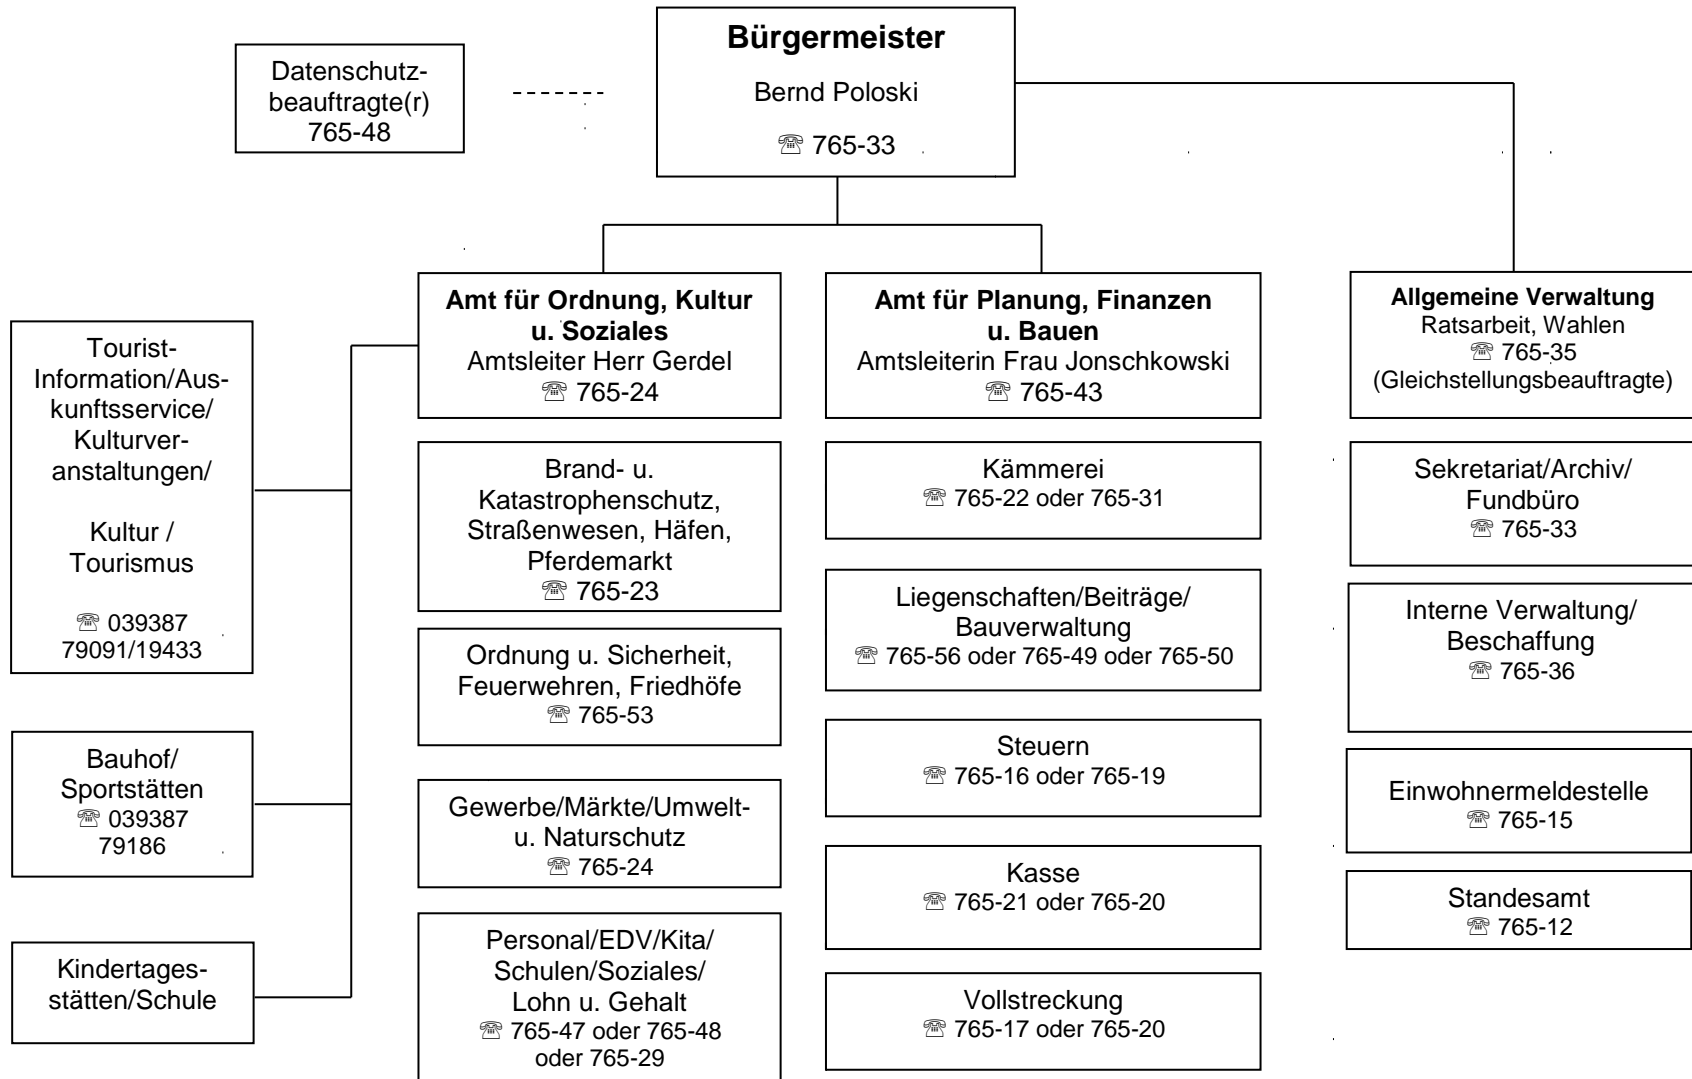 Bürgermeister
Bernd Poloski
☏ 765-33
Datenschutz-
beauftragte(r)
765-48
Tourist-
Information/Aus-
kunftsservice/
Kulturver-
anstaltungen/
Kultur /
Tourismus
☏ 039387
79091/19433
Bauhof/
Sportstätten
☏ 039387
79186
Kindertages-
stätten/Schule
Amt für Ordnung, Kultur
u. Soziales
Amtsleiter Herr Gerdel
☏ 765-24
Brand- u.
Katastrophenschutz,
Straßenwesen, Häfen,
Pferdemarkt
☏ 765-23
Ordnung u. Sicherheit,
Feuerwehren, Friedhöfe
☏ 765-53
Gewerbe/Märkte/Umwelt-
u. Naturschutz
☏ 765-24
Personal/EDV/Kita/
Schulen/Soziales/
Lohn u. Gehalt
☏ 765-47 oder 765-48
oder 765-29
Amt für Planung, Finanzen
u. Bauen
Amtsleiterin Frau Jonschkowski
☏ 765-43
Kämmerei
☏ 765-22 oder 765-31
Liegenschaften/Beiträge/
Bauverwaltung
☏ 765-56 oder 765-49 oder 765-50
Steuern
☏ 765-16 oder 765-19
Kasse
☏ 765-21 oder 765-20
Vollstreckung
☏ 765-17 oder 765-20
Allgemeine Verwaltung
Ratsarbeit, Wahlen
☏ 765-35
(Gleichstellungsbeauftragte)
Sekretariat/Archiv/
Fundbüro
☏ 765-33
Interne Verwaltung/
Beschaffung
☏ 765-36
Einwohnermeldestelle
☏ 765-15
Standesamt
☏ 765-12